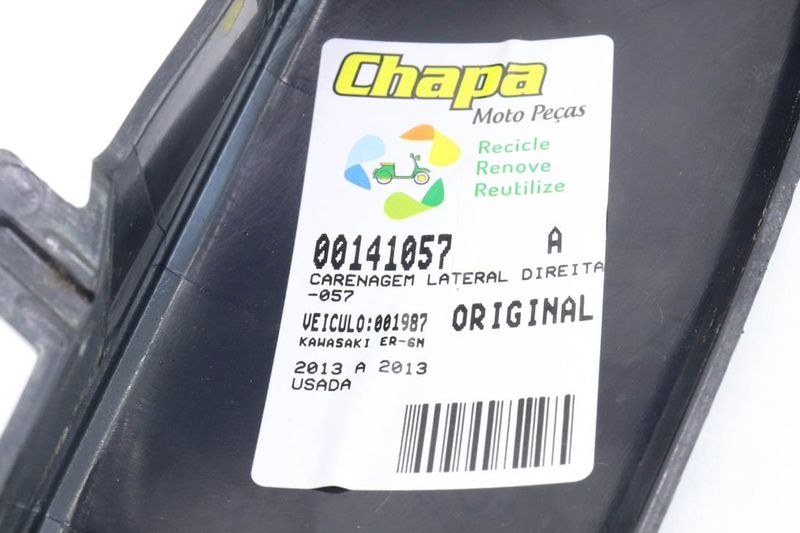 Chapa
Moto Peças
Recicle
Renove
Reutilize
00141057 A
CARENAGEM LATERAL DIREITA
-057
VEICULO:001987 ORIGINAL
KAWASAKI ER-6N
2013 A 2013
USADA